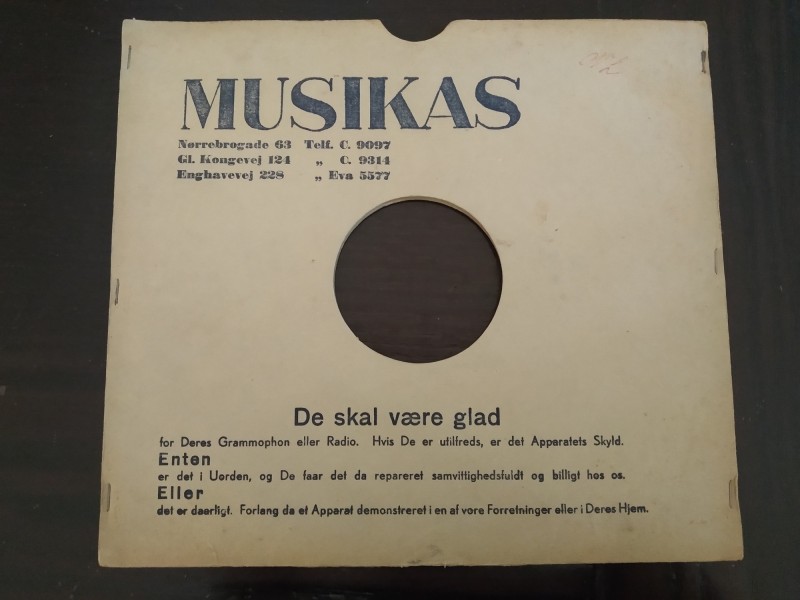 MUSIKAS
Nørrebrogade 63 Telf. C. 9097
Gl. Kongevej 124 „ C. 9314
Enghavevej 228 „ Eva 5577
De skal være glad
for Deres Grammophon eller Radio. Hvis De er utilfreds, er det Apparatets Skyld.
Enten
er det i Uorden, og De faar det da repareret samvittighedsfuldt og billigt hos os.
Eller
det er daarligt. Forlang da et Apparat demonstreret i en af vore Forretninger eller i Deres Hjem.